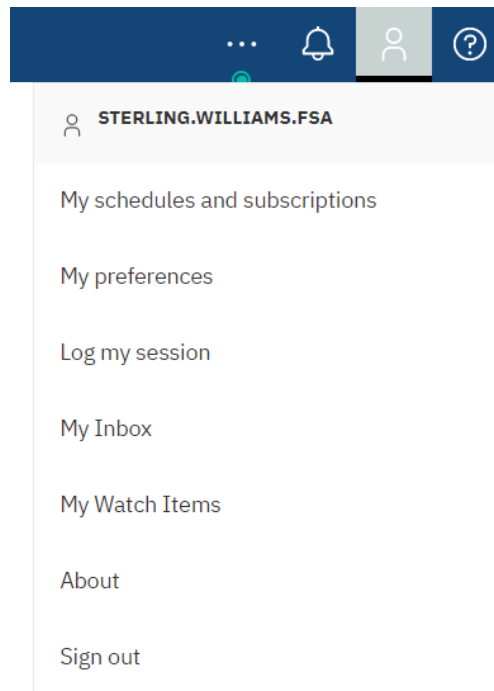 STERLING.WILLIAMS.FSA
My schedules and subscriptions
My preferences
Log my session
My Inbox
My Watch Items
About
Sign out